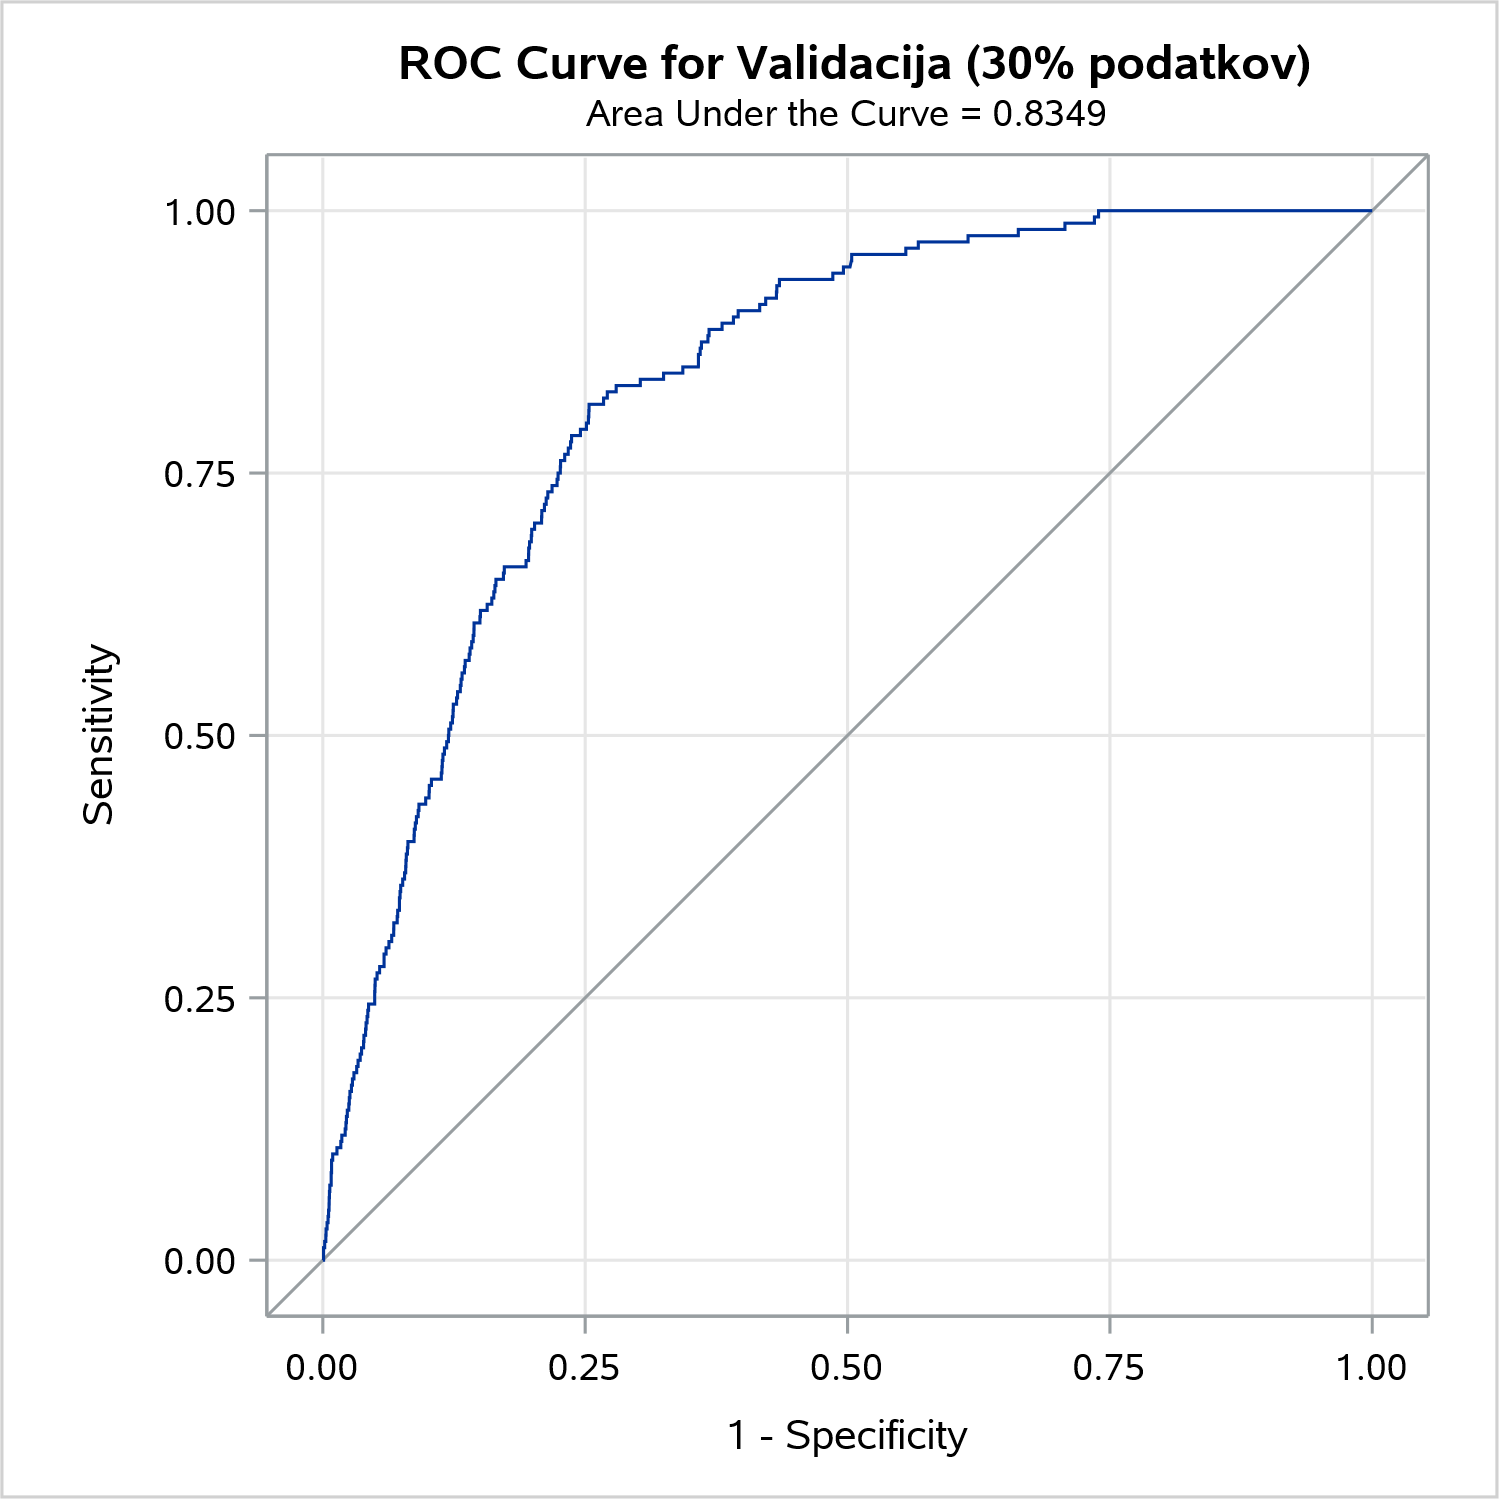 ROC Curve for Validacija (30% podatkov)
Area Under the Curve = 0.8349
1.00
0.75
0.50
0.25
0.00
Sensitivity
0.00 0.25 0.50 0.75 1.00
1 - Specificity